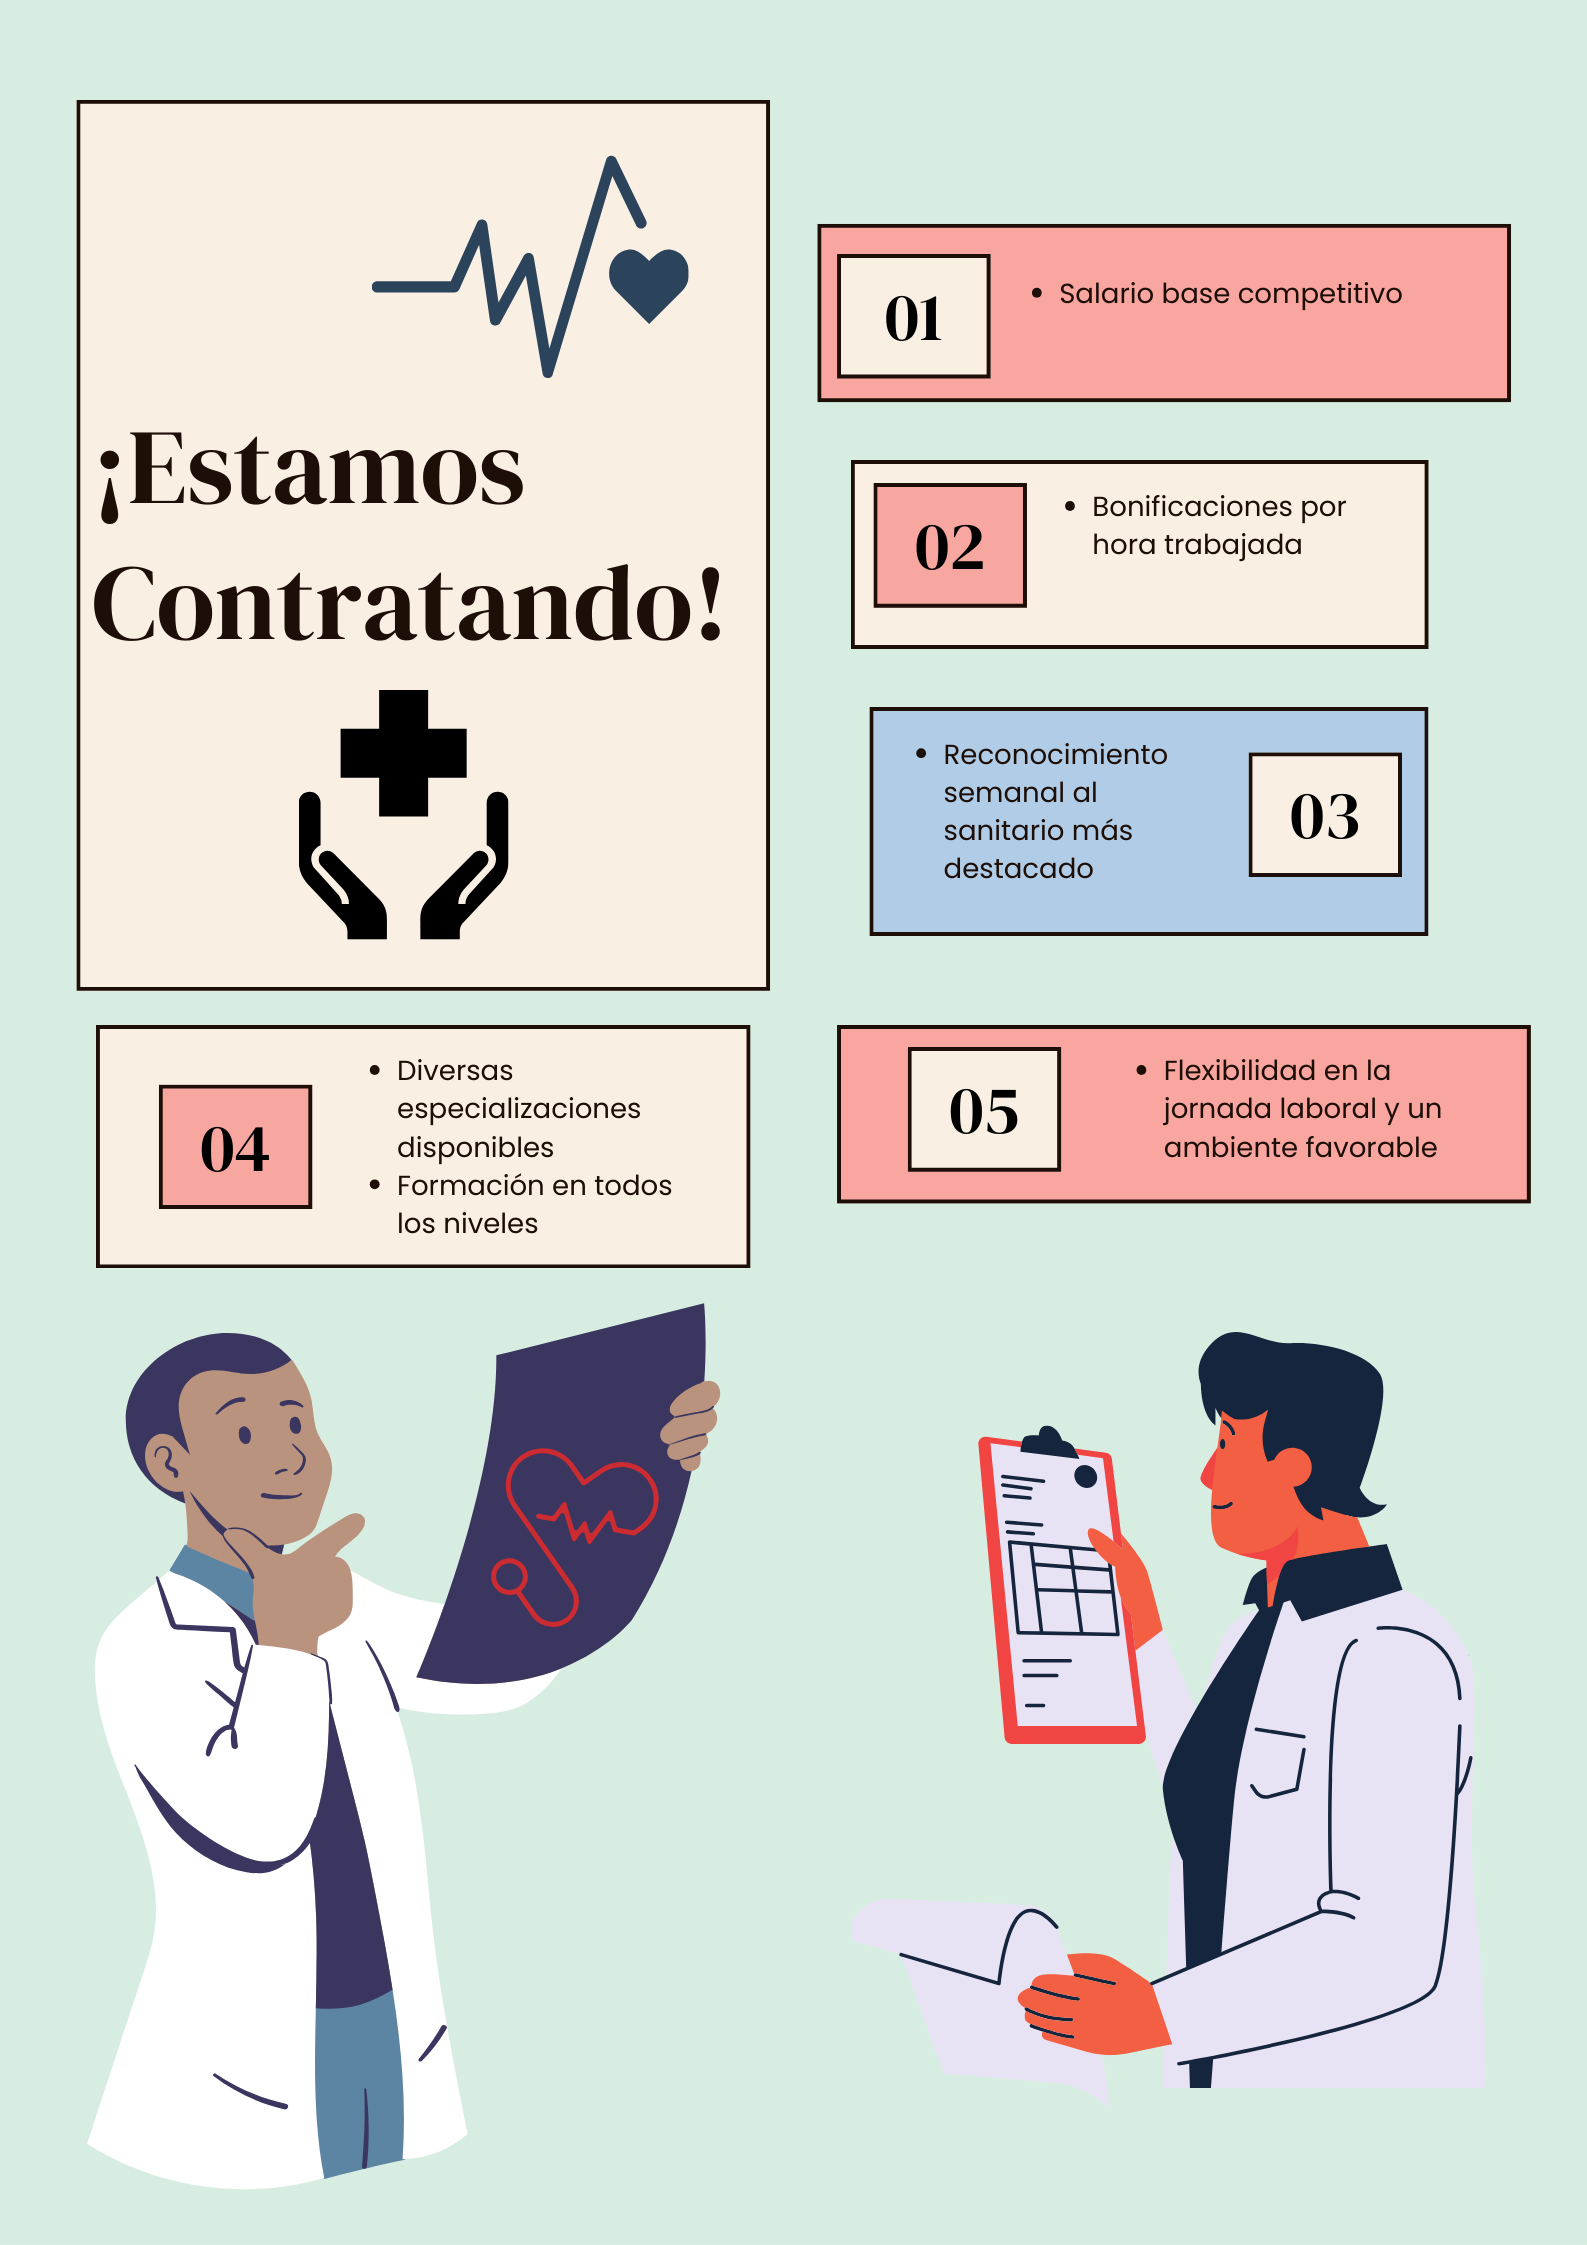 ¡Estamos
Contratando!
01
• Salario base competitivo
02
• Bonificaciones por
hora trabajada
• Reconocimiento
semanal al
sanitario más
destacado
03
04
• Diversas
especializaciones
disponibles
• Formación en todos
los niveles
05
• Flexibilidad en la
jornada laboral y un
ambiente favorable